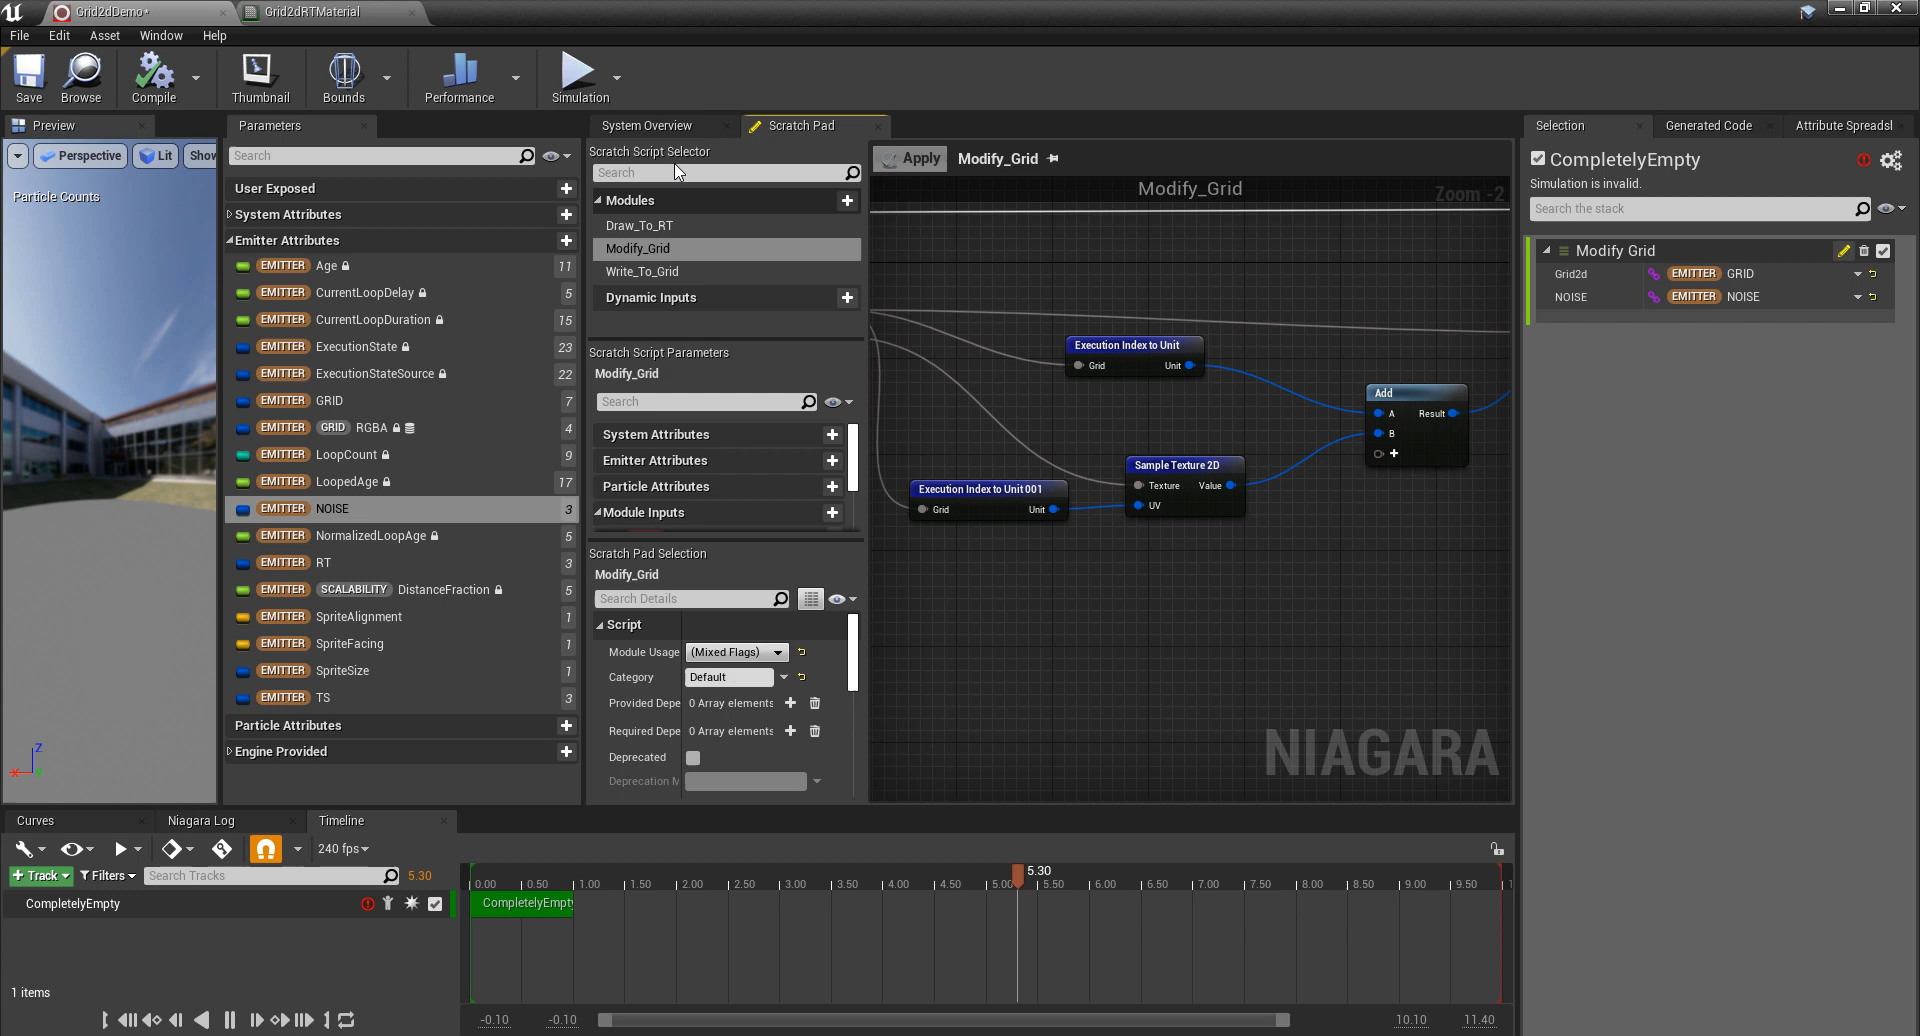 Grid2dDemo*
Grid2dRTMaterial
File Edit Asset Window Help
Save
Browse
Compile
Thumbnail
Bounds
Performance
Simulation
Preview
Perspective
Lit
Show
Particle Counts
Z
X
Y
Parameters
Search
User Exposed
System Attributes
Emitter Attributes
EMITTER Age 11
EMITTER CurrentLoopDelay 5
EMITTER CurrentLoopDuration 15
EMITTER ExecutionState 23
EMITTER ExecutionStateSource 22
EMITTER GRID 7
EMITTER GRID RGBA 4
EMITTER LoopCount 9
EMITTER LoopedAge 17
EMITTER NOISE 3
EMITTER NormalizedLoopAge 5
EMITTER RT 3
EMITTER SCALABILITY DistanceFraction 5
EMITTER SpriteAlignment 1
EMITTER SpriteFacing 1
EMITTER SpriteSize 1
EMITTER TS 3
Particle Attributes
Engine Provided
System Overview
Scratch Pad
Scratch Script Selector
Search
Modules
Draw_To_RT
Modify_Grid
Write_To_Grid
Dynamic Inputs
Scratch Script Parameters
Modify_Grid
Search
System Attributes
Emitter Attributes
Particle Attributes
Module Inputs
Scratch Pad Selection
Modify_Grid
Search Details
Script
Module Usage (Mixed Flags)
Category Default
Provided Depe 0 Array elements
Required Depe 0 Array elements
Deprecated
Deprecation M
Apply
Modify_Grid
Modify_Grid
Zoom -2
Execution Index to Unit
Grid Unit
Add
A Result
B
Sample Texture 2D
Texture Value
UV
Execution Index to Unit 001
Grid Unit
NIAGARA
Selection
Generated Code
Attribute Spreadsl
CompletelyEmpty
Simulation is invalid.
Search the stack
Modify Grid
Grid2d EMITTER GRID
NOISE EMITTER NOISE
Curves
Niagara Log
Timeline
240 fps
Track
Filters
Search Tracks
5.30
CompletelyEmpty
1 items
5.30
0.00 0.50 1.00 1.50 2.00 2.50 3.00 3.50 4.00 4.50 5.00 5.50 6.00 6.50 7.00 7.50 8.00 8.50 9.00 9.50 1
CompletelyEmpty
-0.10 -0.10 10.10 11.40